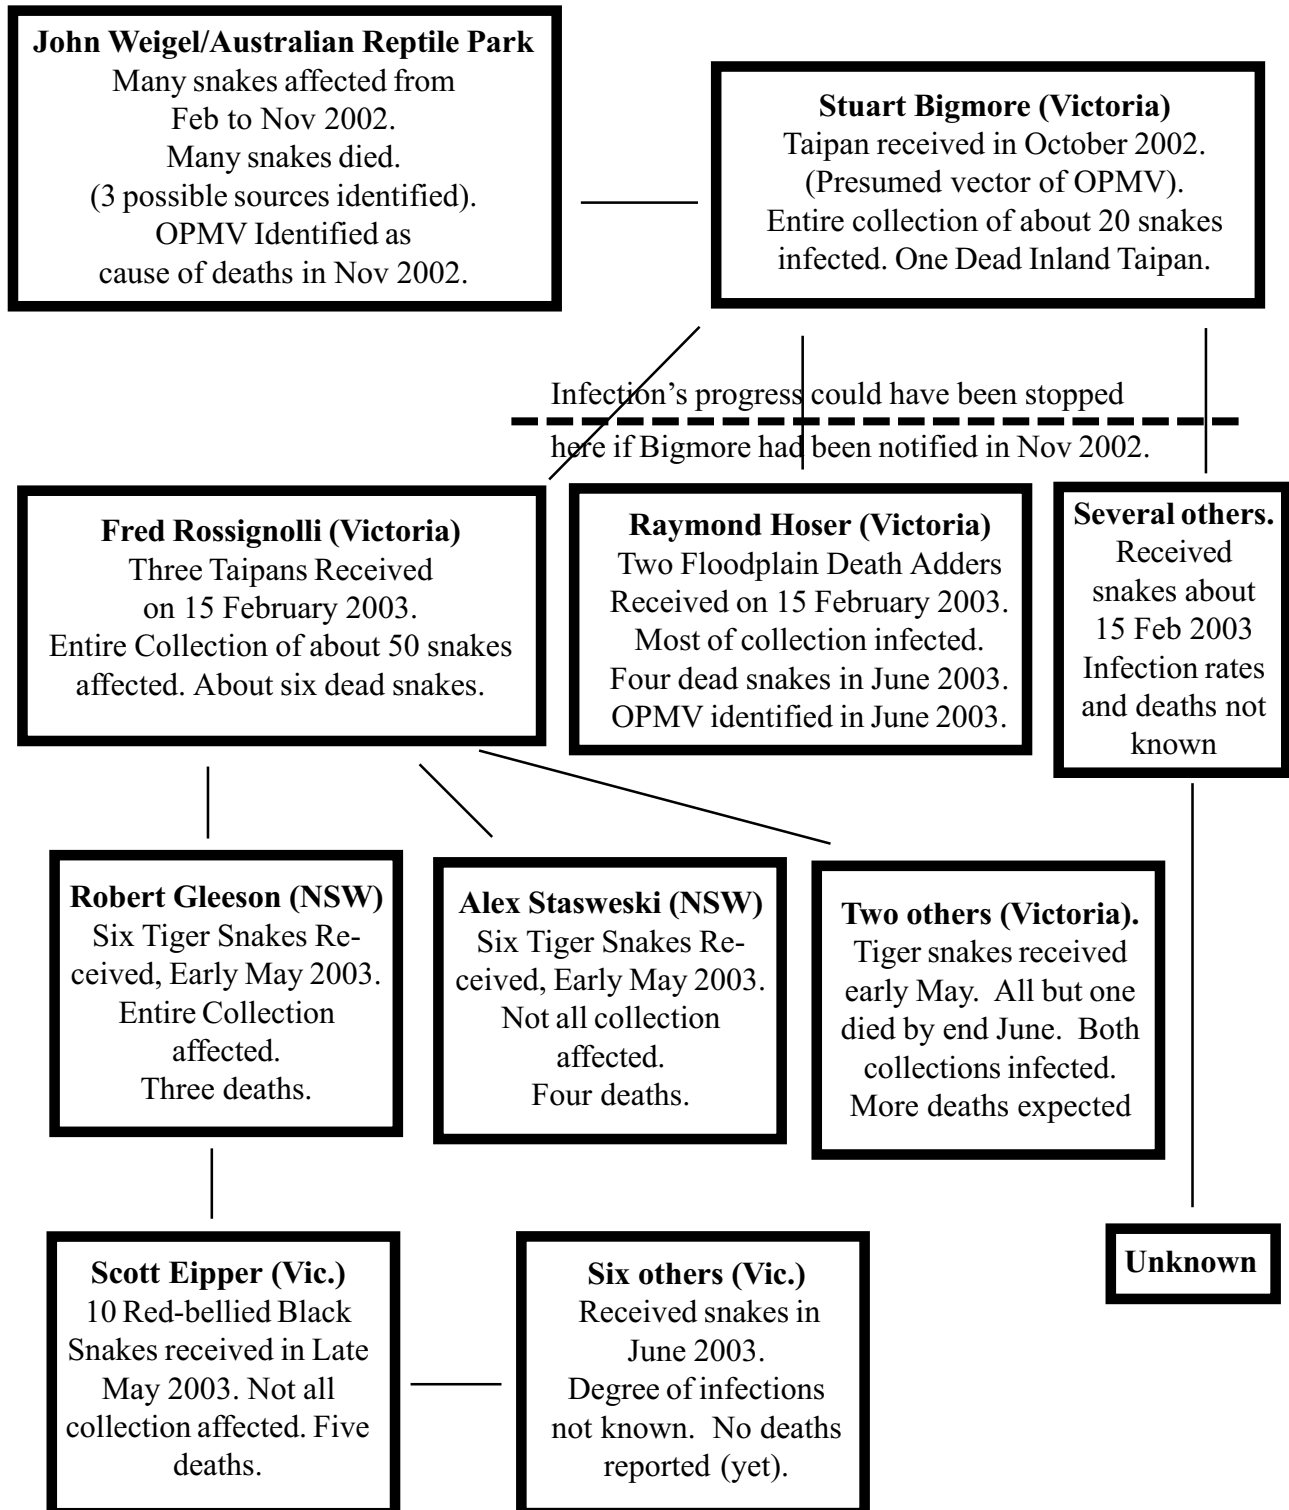 John Weigel/Australian Reptile Park
Many snakes affected from
Feb to Nov 2002.
Many snakes died.
(3 possible sources identified).
OPMV Identified as
cause of deaths in Nov 2002.
Stuart Bigmore (Victoria)
Taipan received in October 2002.
(Presumed vector of OPMV).
Entire collection of about 20 snakes
infected. One Dead Inland Taipan.
Infection's progress could have been stopped
here if Bigmore had been notified in Nov 2002.
Fred Rossignolli (Victoria)
Three Taipans Received
on 15 February 2003.
Entire Collection of about 50 snakes
affected. About six dead snakes.
Raymond Hoser (Victoria)
Two Floodplain Death Adders
Received on 15 February 2003.
Most of collection infected.
Four dead snakes in June 2003.
OPMV identified in June 2003.
Several others.
Received
snakes about
15 Feb 2003
Infection rates
and deaths not
known
Robert Gleeson (NSW)
Six Tiger Snakes Re-
ceived, Early May 2003.
Entire Collection
affected.
Three deaths.
Alex Stasweski (NSW)
Six Tiger Snakes Re-
ceived, Early May 2003.
Not all collection
affected.
Four deaths.
Two others (Victoria).
Tiger snakes received
early May.  All but one
died by end June.  Both
collections infected.
More deaths expected
Scott Eipper (Vic.)
10 Red-bellied Black
Snakes received in Late
May 2003. Not all
collection affected. Five
deaths.
Six others (Vic.)
Received snakes in
June 2003.
Degree of infections
not known.  No deaths
reported (yet).
Unknown